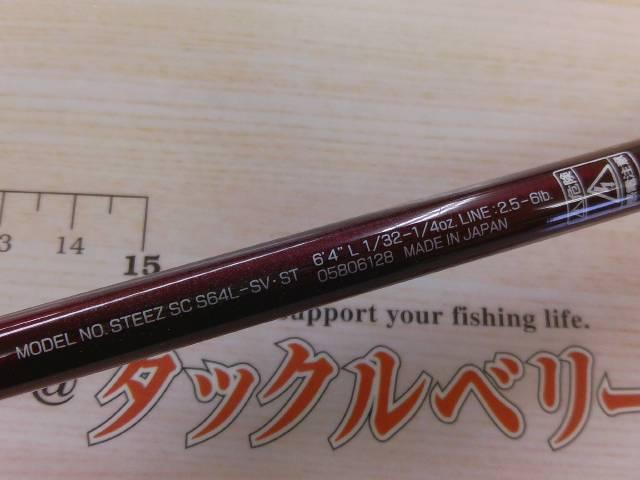 MODEL NO. STEEZ SC S64L-SV・ST 6'4" L 1/32-1/4oz. LINE:2.5-6lb.
05806128 MADE IN JAPAN
3 14 15
support your fishing life.
@タックルベリー